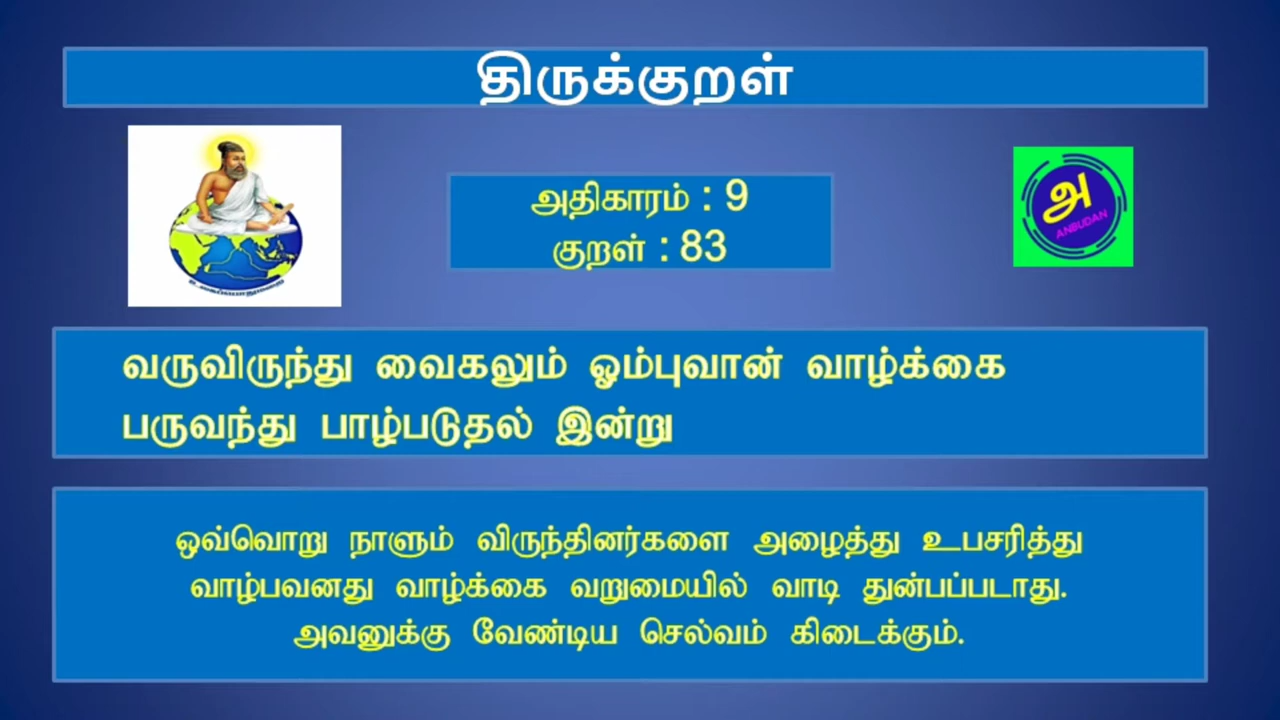 திருக்குறள்
அதிகாரம் : 9
குறள் : 83
அ
ANBUDAN
வருவிருந்து வைகலும் ஓம்புவான் வாழ்க்கை
பருவந்து பாழ்படுதல் இன்று
ஒவ்வொறு நாளும் விருந்தினர்களை அழைத்து உபசரித்து
வாழ்பவனது வாழ்க்கை வறுமையில் வாடி துன்பப்படாது.
அவனுக்கு வேண்டிய செல்வம் கிடைக்கும்.